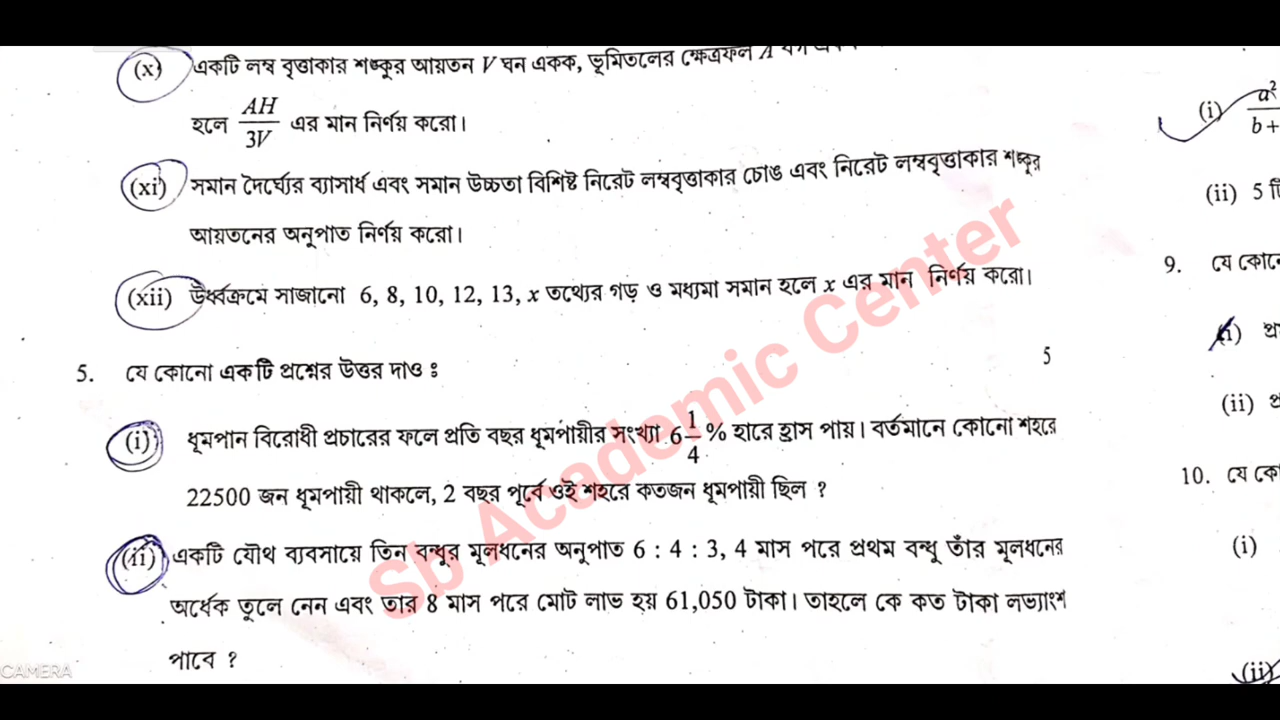 (x) একটি লম্ব বৃত্তাকার শঙ্কুর আয়তন V ঘন একক, ভূমিতলের ক্ষেত্রফল A
হলে AH/3V এর মান নির্ণয় করো।
(xi) সমান দৈর্ঘ্যের ব্যাসার্ধ এবং সমান উচ্চতা বিশিষ্ট নিরেট লম্ববৃত্তাকার চোঙ এবং নিরেট লম্ববৃত্তাকার শঙ্কুর
আয়তনের অনুপাত নির্ণয় করো।
(xii) উর্ধ্বক্রমে সাজানো 6, 8, 10, 12, 13, x তথ্যের গড় ও মধ্যমা সমান হলে x এর মান নির্ণয় করো।
5. যে কোনো একটি প্রশ্নের উত্তর দাও ঃ 5
(i) ধূমপান বিরোধী প্রচারের ফলে প্রতি বছর ধূমপায়ীর সংখ্যা 6 1/4 % হারে হ্রাস পায়। বর্তমানে কোনো শহরে
22500 জন ধূমপায়ী থাকলে, 2 বছর পূর্বে ওই শহরে কতজন ধূমপায়ী ছিল ?
(ii) একটি যৌথ ব্যবসায়ে তিন বন্ধুর মূলধনের অনুপাত 6 : 4 : 3, 4 মাস পরে প্রথম বন্ধু তাঁর মূলধনের
অর্ধেক তুলে নেন এবং তার 8 মাস পরে মোট লাভ হয় 61,050 টাকা। তাহলে কে কত টাকা লভ্যাংশ
পাবে ?
(i) a²/b+
(ii) 5
9. যে
(i)
(ii)
10. যে
(i)
(ii)
Sb Academic Center
CAMERA